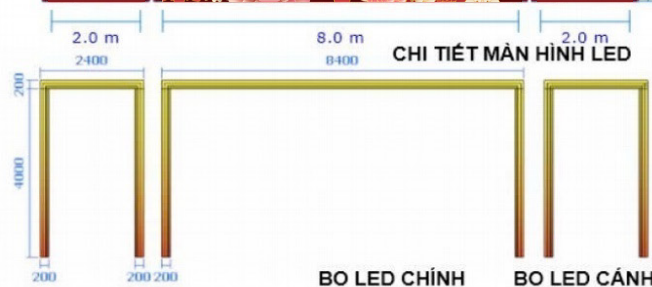 2.0 m 8.0 m 2.0 m
CHI TIẾT MÀN HÌNH LED
2400 8400
200
4000
200 200 200
BO LED CHÍNH BO LED CÁNH